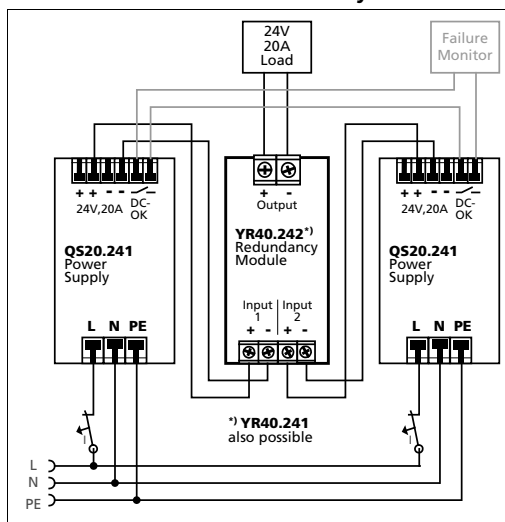 24V
20A
Load
Failure
Monitor
+ + - -
DC-
OK
24V,20A
QS20.241
Power
Supply
L N PE
+ -
Output
YR40.242*)
Redundancy
Module
Input
1
Input
2
+ - + -
+ + - -
DC-
OK
24V,20A
QS20.241
Power
Supply
L N PE
*) YR40.241
also possible
I
I
L
N
PE